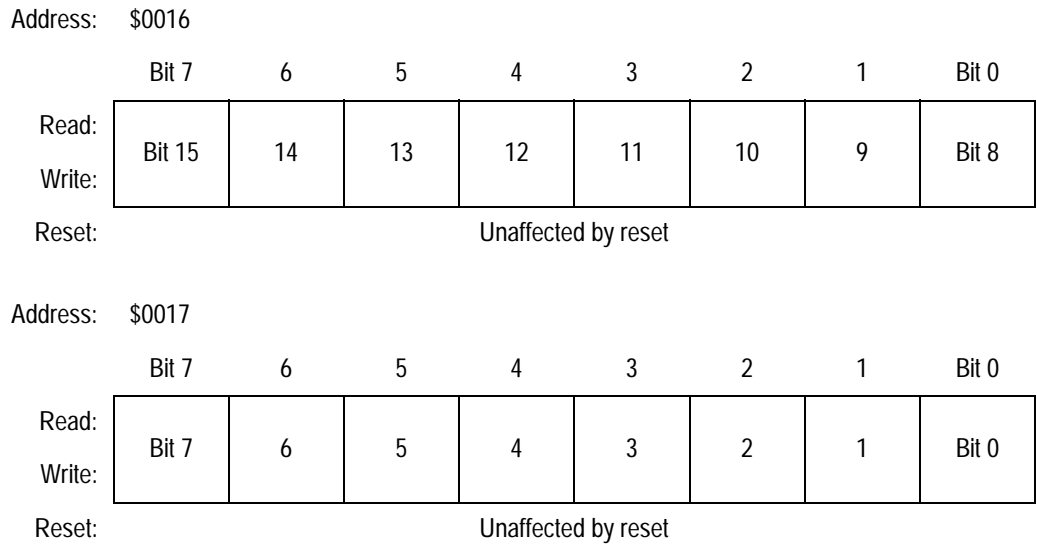 Address: $0016
Bit 7 6 5 4 3 2 1 Bit 0
Read:
Bit 15 14 13 12 11 10 9 Bit 8
Write:
Reset: Unaffected by reset
Address: $0017
Bit 7 6 5 4 3 2 1 Bit 0
Read:
Bit 7 6 5 4 3 2 1 Bit 0
Write:
Reset: Unaffected by reset